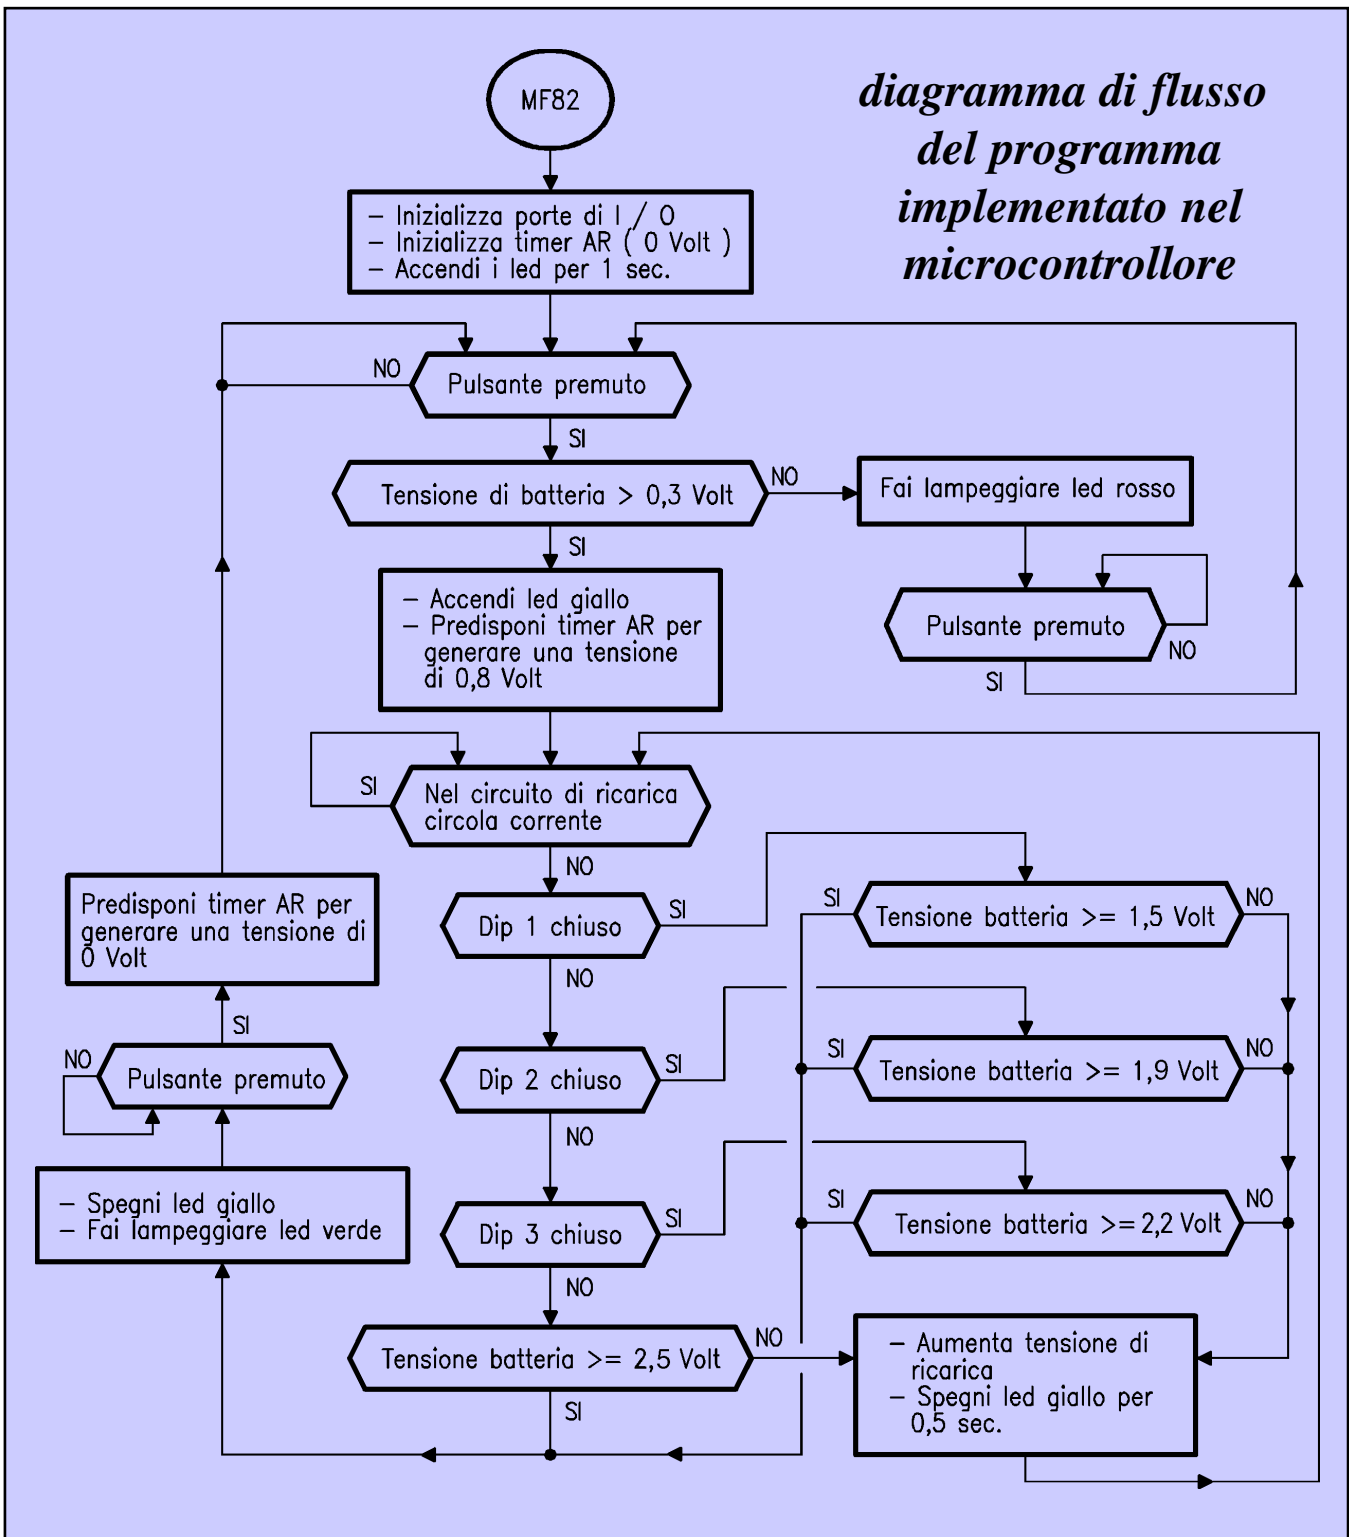 MF82
diagramma di flusso
del programma
implementato nel
microcontrollore
– Inizializza porte di I / O
– Inizializza timer AR ( 0 Volt )
– Accendi i led per 1 sec.
NO
Pulsante premuto
SI
Tensione di batteria > 0,3 Volt
NO
Fai lampeggiare led rosso
SI
– Accendi led giallo
– Predisponi timer AR per
generare una tensione
di 0,8 Volt
Pulsante premuto
NO
SI
SI
Nel circuito di ricarica
circola corrente
NO
Predisponi timer AR per
generare una tensione di
0 Volt
Dip 1 chiuso
SI
SI
Tensione batteria >= 1,5 Volt
NO
NO
SI
NO
Pulsante premuto
Dip 2 chiuso
SI
SI
Tensione batteria >= 1,9 Volt
NO
NO
– Spegni led giallo
– Fai lampeggiare led verde
Dip 3 chiuso
SI
SI
Tensione batteria >= 2,2 Volt
NO
NO
Tensione batteria >= 2,5 Volt
NO
SI
– Aumenta tensione di
ricarica
– Spegni led giallo per
0,5 sec.